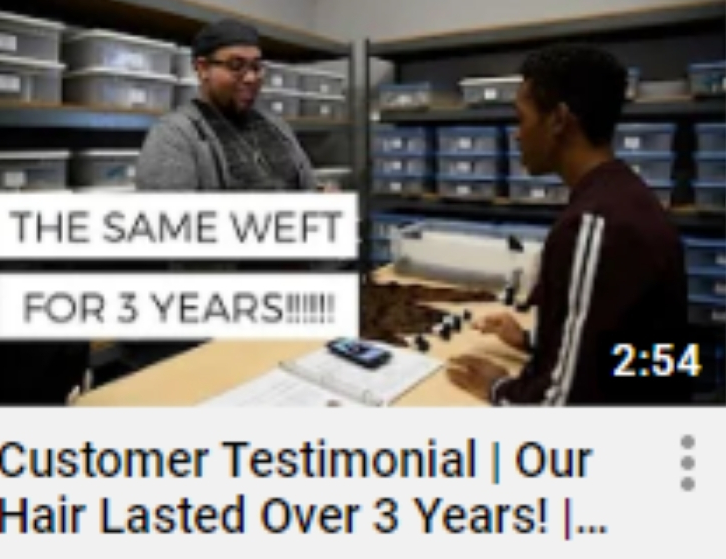 THE SAME WEFT
FOR 3 YEARS!!!!!!
2:54
Customer Testimonial | Our
Hair Lasted Over 3 Years! |...